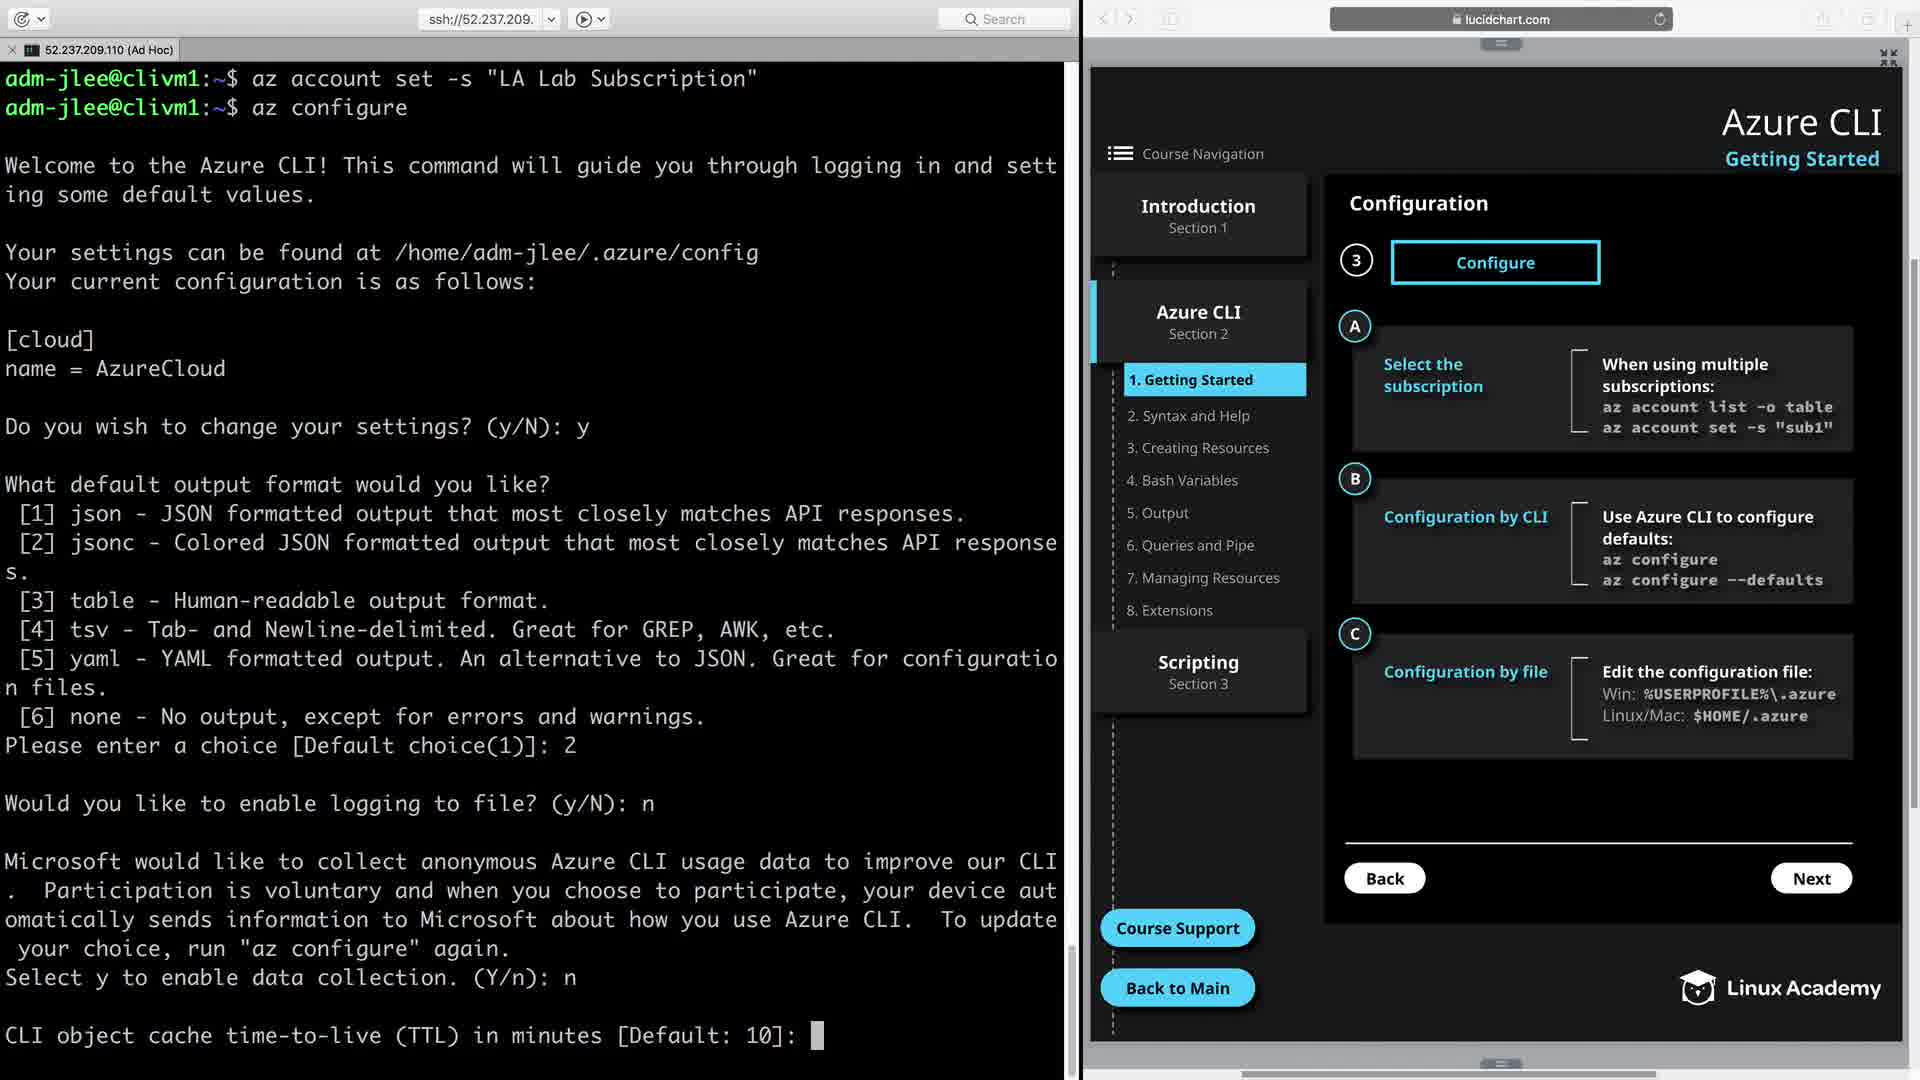 ssh://52.237.209.
Search
52.237.209.110 (Ad Hoc)
adm-jlee@clivm1:~$ az account set -s "LA Lab Subscription"
adm-jlee@clivm1:~$ az configure
Welcome to the Azure CLI! This command will guide you through logging in and sett
ing some default values.
Your settings can be found at /home/adm-jlee/.azure/config
Your current configuration is as follows:
[cloud]
name = AzureCloud
Do you wish to change your settings? (y/N): y
What default output format would you like?
[1] json - JSON formatted output that most closely matches API responses.
[2] jsonc - Colored JSON formatted output that most closely matches API response
s.
[3] table - Human-readable output format.
[4] tsv - Tab- and Newline-delimited. Great for GREP, AWK, etc.
[5] yaml - YAML formatted output. An alternative to JSON. Great for configuratio
n files.
[6] none - No output, except for errors and warnings.
Please enter a choice [Default choice(1)]: 2
Would you like to enable logging to file? (y/N): n
Microsoft would like to collect anonymous Azure CLI usage data to improve our CLI
.  Participation is voluntary and when you choose to participate, your device aut
omatically sends information to Microsoft about how you use Azure CLI.  To update
your choice, run "az configure" again.
Select y to enable data collection. (Y/n): n
CLI object cache time-to-live (TTL) in minutes [Default: 10]:
lucidchart.com
Azure CLI
Getting Started
Course Navigation
Introduction
Section 1
Azure CLI
Section 2
1. Getting Started
2. Syntax and Help
3. Creating Resources
4. Bash Variables
5. Output
6. Queries and Pipe
7. Managing Resources
8. Extensions
Scripting
Section 3
Course Support
Back to Main
Configuration
3
Configure
A
Select the
subscription
When using multiple
subscriptions:
az account list -o table
az account set -s "sub1"
B
Configuration by CLI
Use Azure CLI to configure
defaults:
az configure
az configure --defaults
C
Configuration by file
Edit the configuration file:
Win: %USERPROFILE%\.azure
Linux/Mac: $HOME/.azure
Back
Next
Linux Academy